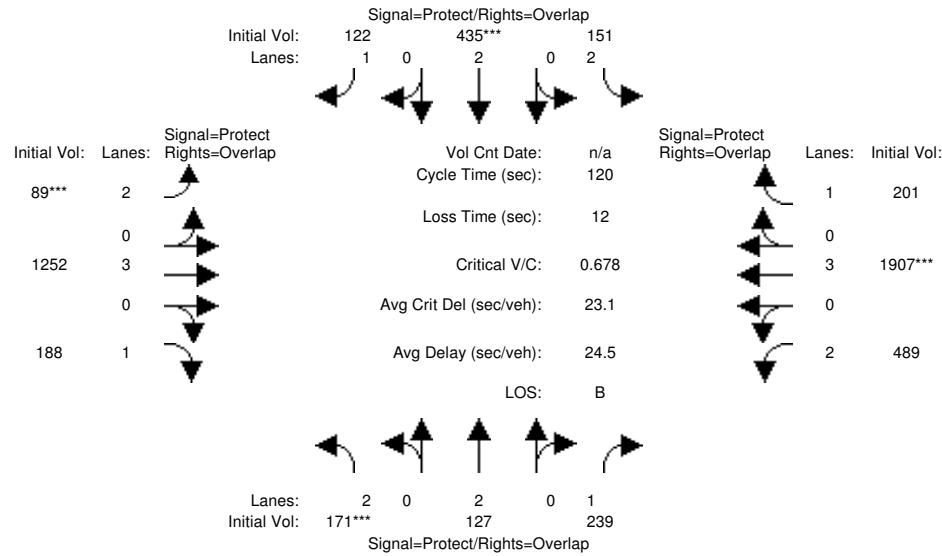 Signal=Protect/Rights=Overlap
Initial Vol: 122 435*** 151
Lanes: 1 0 2 0 2
Signal=Protect Signal=Protect
Initial Vol: Lanes: Rights=Overlap Vol Cnt Date: n/a Rights=Overlap Lanes: Initial Vol:
Cycle Time (sec): 120
89*** 2 1 201
Loss Time (sec): 12
0 0
1252 3 Critical V/C: 0.678 3 1907***
0 Avg Crit Del (sec/veh): 23.1 0
188 1 Avg Delay (sec/veh): 24.5 2 489
LOS: B
Lanes: 2 0 2 0 1
Initial Vol: 171*** 127 239
Signal=Protect/Rights=Overlap